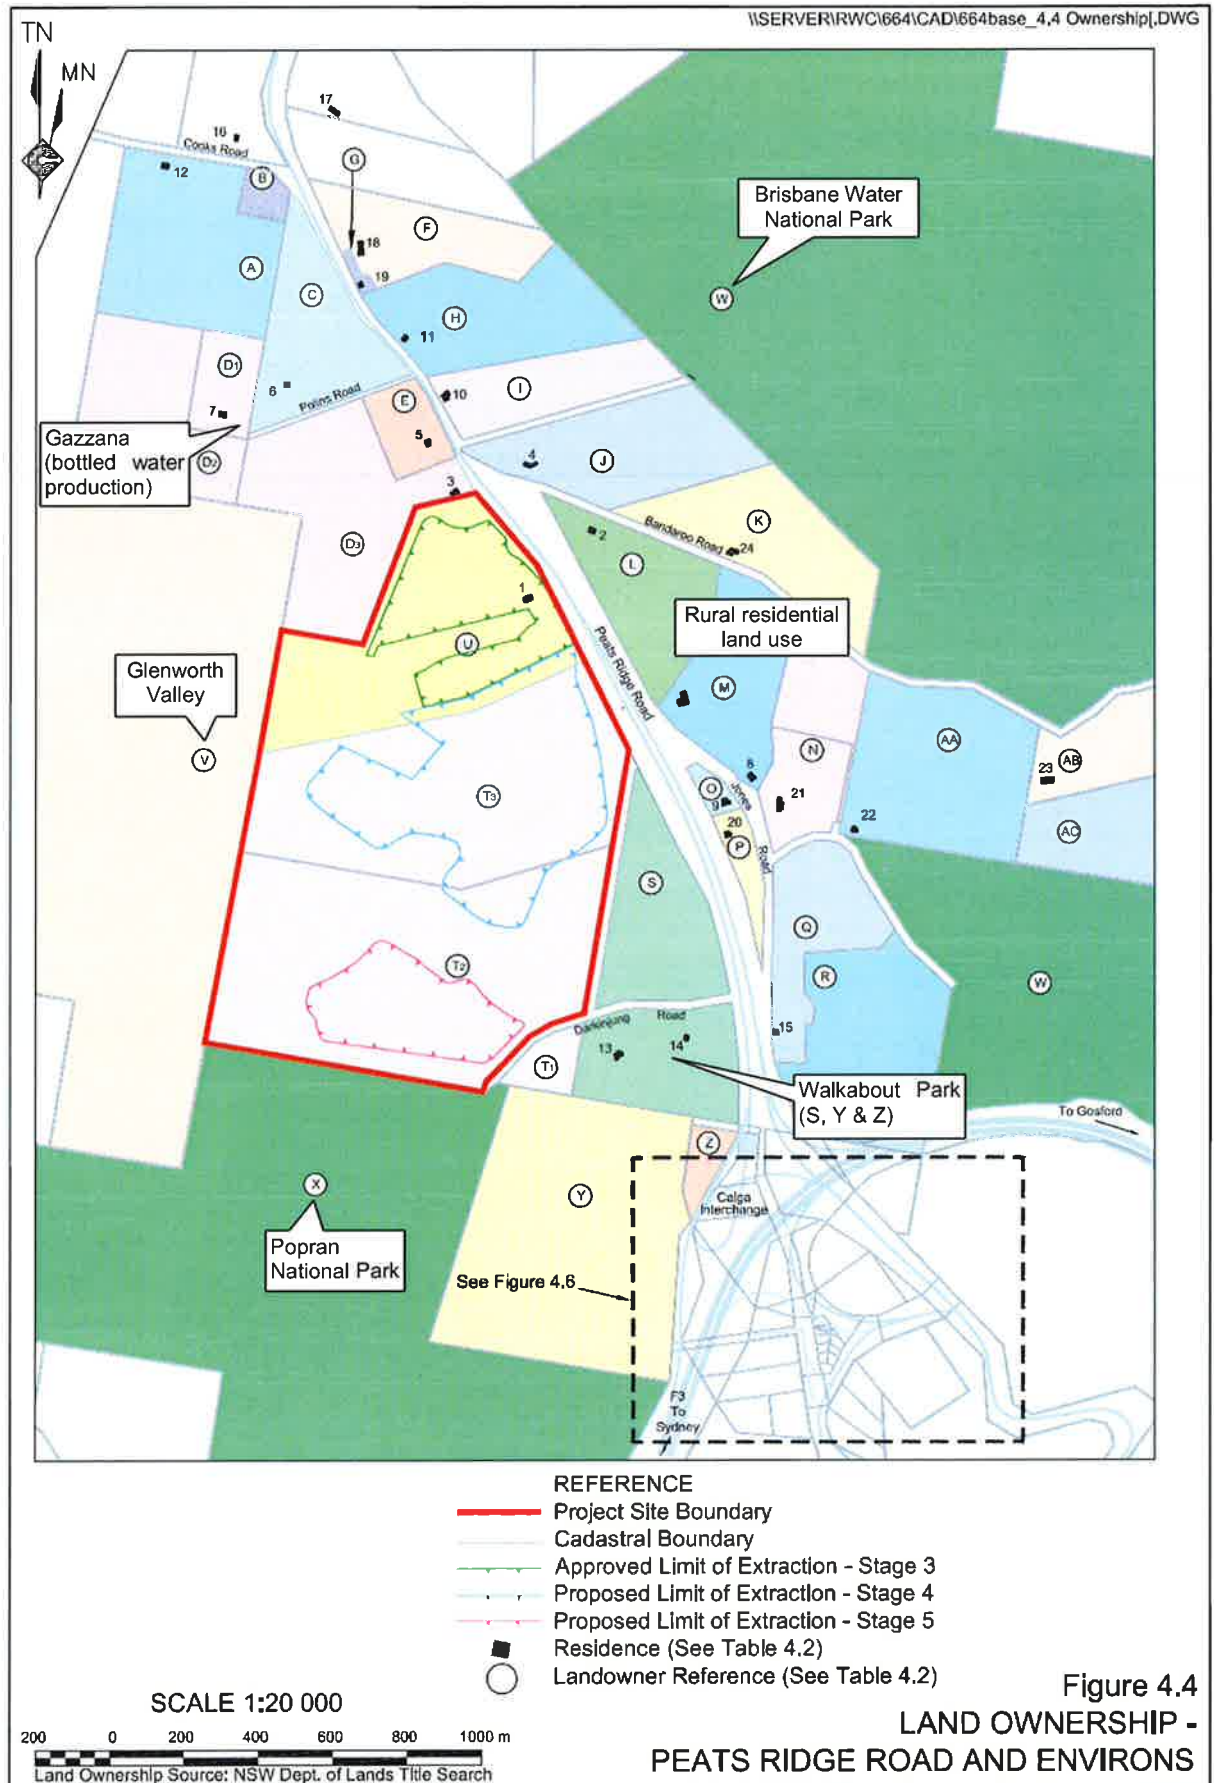 \\SERVER\RWC\664\CAD\664base_4,4 Ownership[.DWG
TN
MN
17
16
Cooks Road
12
B
G
Brisbane Water
National Park
F
18
A
C
19
W
H
11
D1
6
I
Polins Road
E
10
7
5
Gazzana
(bottled water
production)
D2
4
J
3
K
Bandaroo Road
24
D3
2
L
1
Rural residential
land use
U
Peats Ridge Road
Glenworth
Valley
M
V
N
AA
AB
8
23
T3
O
Jones
9
21
20
22
AC
P
Road
S
Q
T2
R
W
Darkinjung Road
15
13
14
T1
Walkabout Park
(S, Y & Z)
To Gosford
Z
X
Y
Calga
Interchange
Popran
National Park
See Figure 4.6
F3
To
Sydney
REFERENCE
Project Site Boundary
Cadastral Boundary
Approved Limit of Extraction - Stage 3
Proposed Limit of Extraction - Stage 4
Proposed Limit of Extraction - Stage 5
Residence (See Table 4.2)
Landowner Reference (See Table 4.2)
SCALE 1:20 000
200 0 200 400 600 800 1000 m
Land Ownership Source: NSW Dept. of Lands Title Search
Figure 4.4
LAND OWNERSHIP -
PEATS RIDGE ROAD AND ENVIRONS